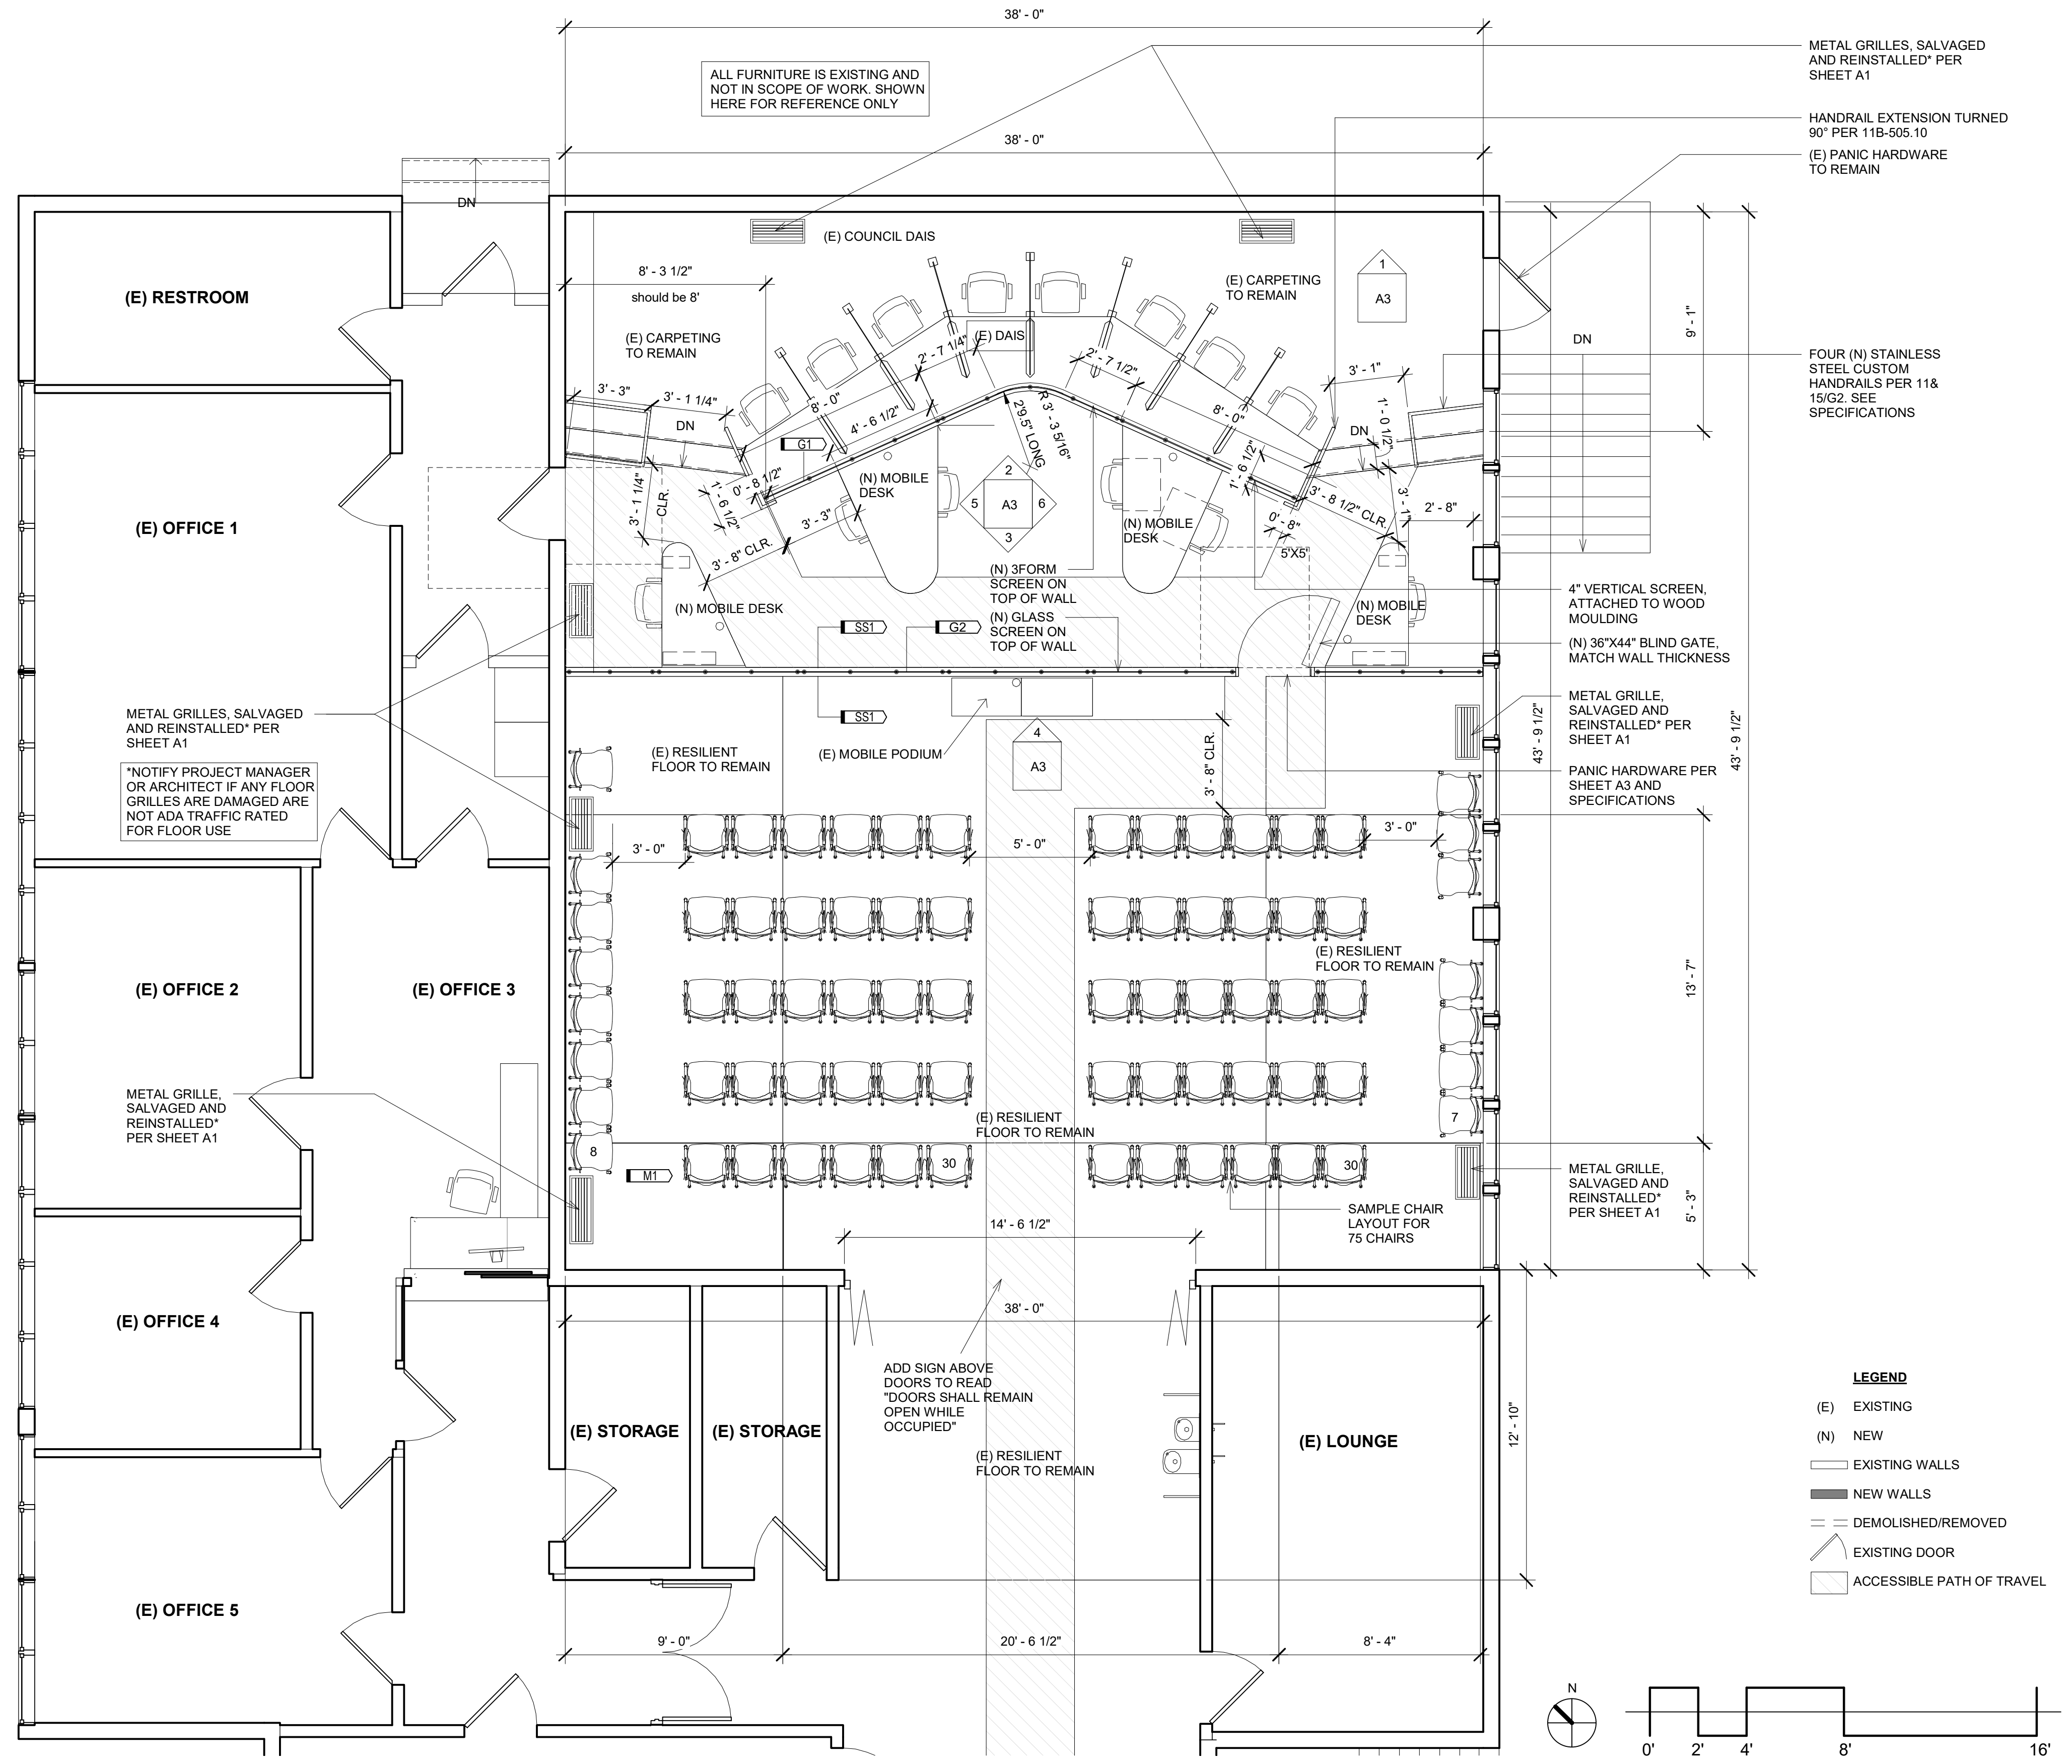 38' - 0"
METAL GRILLES, SALVAGED
AND REINSTALLED* PER
SHEET A1
ALL FURNITURE IS EXISTING AND
NOT IN SCOPE OF WORK. SHOWN
HERE FOR REFERENCE ONLY
HANDRAIL EXTENSION TURNED
90° PER 11B-505.10
38' - 0"
(E) PANIC HARDWARE
TO REMAIN
DN
(E) COUNCIL DAIS
8' - 3 1/2"
should be 8'
(E) CARPETING
TO REMAIN
1
A3
(E) RESTROOM
(E) CARPETING
TO REMAIN
(E) DAIS
9' - 1"
DN
FOUR (N) STAINLESS
STEEL CUSTOM
HANDRAILS PER 11&
15/G2. SEE
SPECIFICATIONS
2' - 7 1/4"
2' - 7 1/2"
3' - 1"
3' - 3"
3' - 1 1/4"
8' - 0"
4' - 6 1/2"
8' - 0"
1' - 0 1/2"
DN
DN
G1
R 3' - 3 5/16"
2'9.5" LONG
1' - 6 1/2"
0' - 8 1/2"
1' - 6 1/2"
3' - 1 1/4"
CLR.
(N) MOBILE
DESK
2
5
A3
6
3
3' - 3"
3' - 8" CLR.
(N) MOBILE
DESK
3' - 8 1/2" CLR.
0' - 8"
5'X5'
3' - 1"
2' - 8"
(E) OFFICE 1
(N) 3FORM
SCREEN ON
TOP OF WALL
4" VERTICAL SCREEN,
ATTACHED TO WOOD
MOULDING
(N) MOBILE DESK
(N) MOBILE
DESK
SS1
G2
(N) GLASS
SCREEN ON
TOP OF WALL
(N) 36"X44" BLIND GATE,
MATCH WALL THICKNESS
METAL GRILLES, SALVAGED
AND REINSTALLED* PER
SHEET A1
SS1
METAL GRILLE,
SALVAGED AND
REINSTALLED* PER
SHEET A1
43' - 9 1/2"
43' - 9 1/2"
(E) RESILIENT
FLOOR TO REMAIN
(E) MOBILE PODIUM
4
A3
3' - 8" CLR.
PANIC HARDWARE PER
SHEET A3 AND
SPECIFICATIONS
*NOTIFY PROJECT MANAGER
OR ARCHITECT IF ANY FLOOR
GRILLES ARE DAMAGED ARE
NOT ADA TRAFFIC RATED
FOR FLOOR USE
3' - 0"
5' - 0"
3' - 0"
(E) RESILIENT
FLOOR TO REMAIN
13' - 7"
(E) OFFICE 2
(E) OFFICE 3
METAL GRILLE,
SALVAGED AND
REINSTALLED*
PER SHEET A1
(E) RESILIENT
FLOOR TO REMAIN
7
8
M1
30
30
METAL GRILLE,
SALVAGED AND
REINSTALLED*
PER SHEET A1
5' - 3"
SAMPLE CHAIR
LAYOUT FOR
75 CHAIRS
14' - 6 1/2"
38' - 0"
(E) OFFICE 4
ADD SIGN ABOVE
DOORS TO READ
"DOORS SHALL REMAIN
OPEN WHILE
OCCUPIED"
(E) STORAGE
(E) STORAGE
(E) LOUNGE
12' - 10"
(E) RESILIENT
FLOOR TO REMAIN
LEGEND
(E) EXISTING
(N) NEW
EXISTING WALLS
NEW WALLS
DEMOLISHED/REMOVED
EXISTING DOOR
ACCESSIBLE PATH OF TRAVEL
(E) OFFICE 5
9' - 0"
20' - 6 1/2"
8' - 4"
N
0' 2' 4' 8' 16'